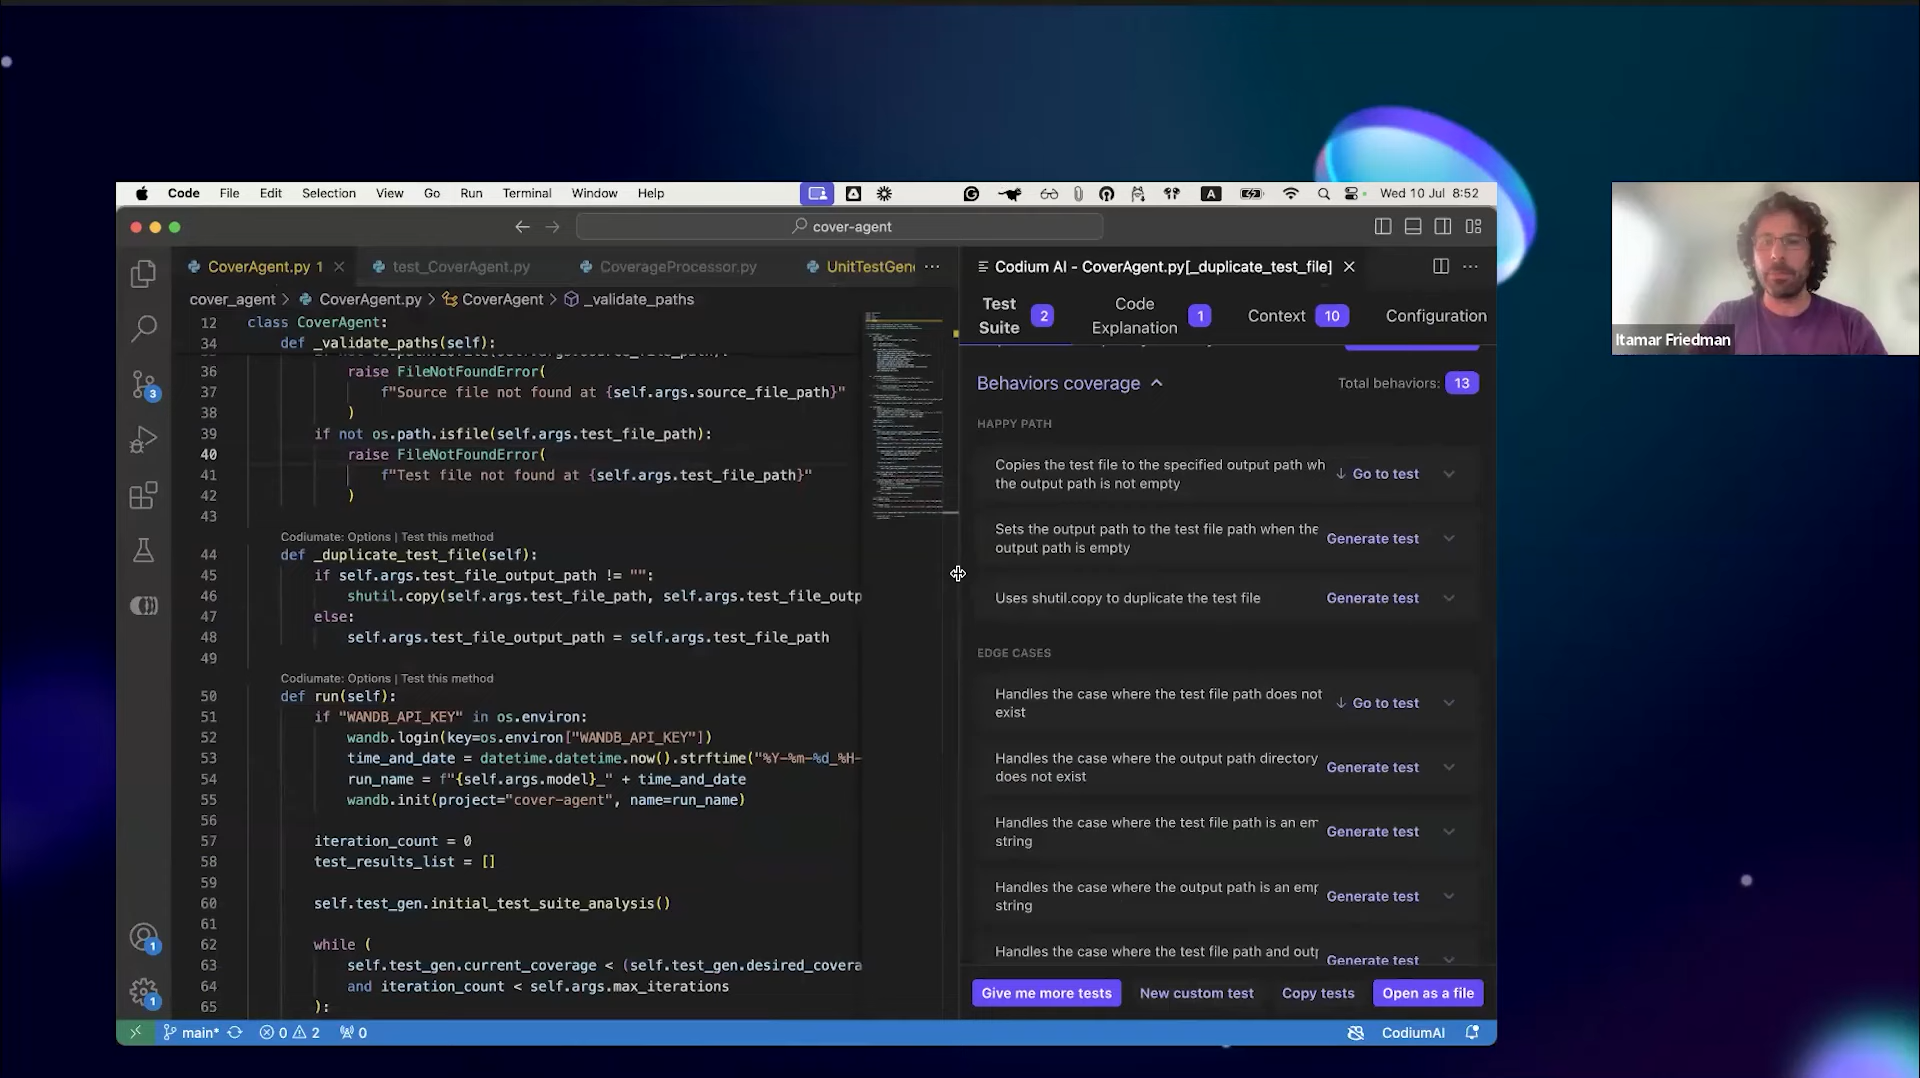 Code File Edit Selection View Go Run Terminal Window Help A Wed 10 Jul 8:52
cover-agent
CoverAgent.py 1 test_CoverAgent.py CoverageProcessor.py UnitTestGen
cover_agent > CoverAgent.py > CoverAgent > _validate_paths
12 class CoverAgent:
34 def _validate_paths(self):
36 raise FileNotFoundError(
37 f"Source file not found at {self.args.source_file_path}"
38 )
39 if not os.path.isfile(self.args.test_file_path):
40 raise FileNotFoundError(
41 f"Test file not found at {self.args.test_file_path}"
42 )
43
Codiumate: Options | Test this method
44 def _duplicate_test_file(self):
45 if self.args.test_file_output_path != "":
46 shutil.copy(self.args.test_file_path, self.args.test_file_outp
47 else:
48 self.args.test_file_output_path = self.args.test_file_path
49
Codiumate: Options | Test this method
50 def run(self):
51 if "WANDB_API_KEY" in os.environ:
52 wandb.login(key=os.environ["WANDB_API_KEY"])
53 time_and_date = datetime.datetime.now().strftime("%Y-%m-%d_%H-
54 run_name = f"{self.args.model}_" + time_and_date
55 wandb.init(project="cover-agent", name=run_name)
56
57 iteration_count = 0
58 test_results_list = []
59
60 self.test_gen.initial_test_suite_analysis()
61
62 while (
63 self.test_gen.current_coverage < (self.test_gen.desired_covera
64 and iteration_count < self.args.max_iterations
65 ):
3
1
1
main* 0 2 0
CodiumAI
Codium AI - CoverAgent.py[_duplicate_test_file]
Test Suite 2
Code Explanation 1
Context 10
Configuration
Behaviors coverage
Total behaviors: 13
HAPPY PATH
Copies the test file to the specified output path wh
the output path is not empty
Go to test
Sets the output path to the test file path when the
output path is empty
Generate test
Uses shutil.copy to duplicate the test file
Generate test
EDGE CASES
Handles the case where the test file path does not
exist
Go to test
Handles the case where the output path directory
does not exist
Generate test
Handles the case where the test file path is an em
string
Generate test
Handles the case where the output path is an emp
string
Generate test
Handles the case where the test file path and outp
Generate test
Give me more tests
New custom test
Copy tests
Open as a file
Itamar Friedman